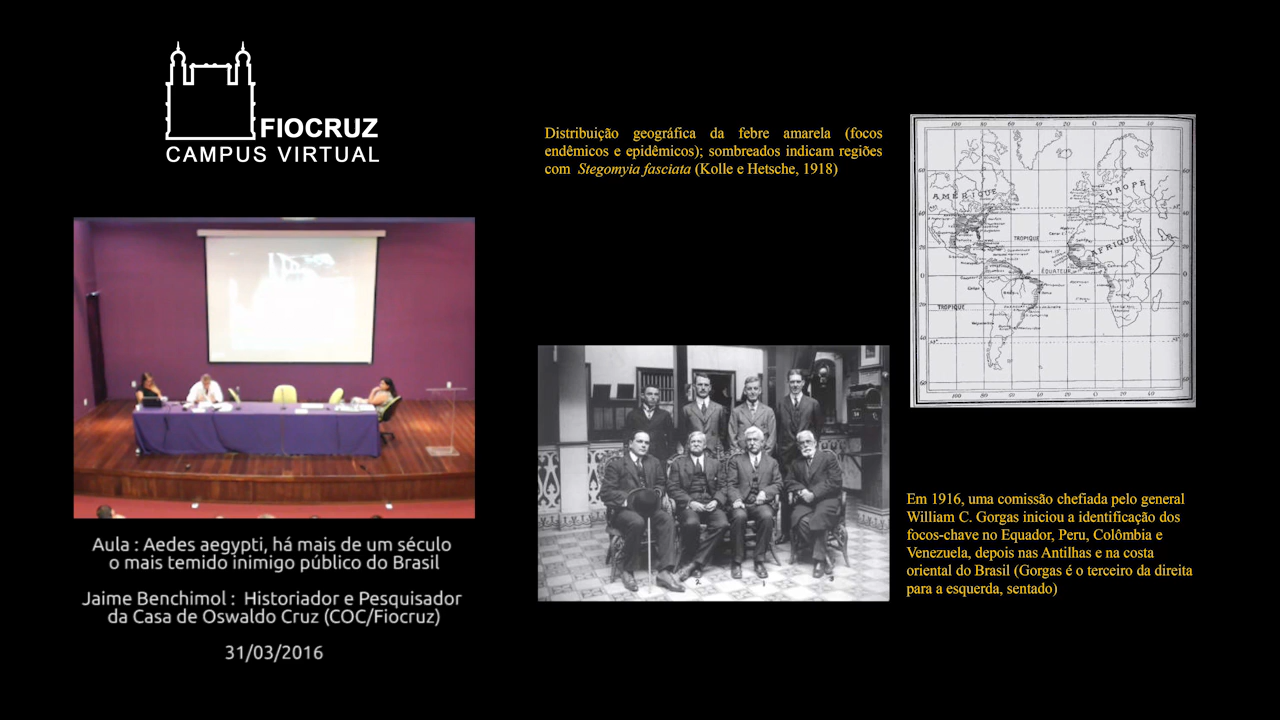 FIOCRUZ
CAMPUS VIRTUAL
Aula : Aedes aegypti, há mais de um século
o mais temido inimigo público do Brasil
Jaime Benchimol : Historiador e Pesquisador
da Casa de Oswaldo Cruz (COC/Fiocruz)
31/03/2016
Distribuição geográfica da febre amarela (focos
endêmicos e epidêmicos); sombreados indicam regiões
com Stegomyia fasciata (Kolle e Hetsche, 1918)
AMÉRIQUE
EUROPE
TROPIQUE
AFRIQUE
ÉQUATEUR
TROPIQUE
Em 1916, uma comissão chefiada pelo general
William C. Gorgas iniciou a identificação dos
focos-chave no Equador, Peru, Colômbia e
Venezuela, depois nas Antilhas e na costa
oriental do Brasil (Gorgas é o terceiro da direita
para a esquerda, sentado)